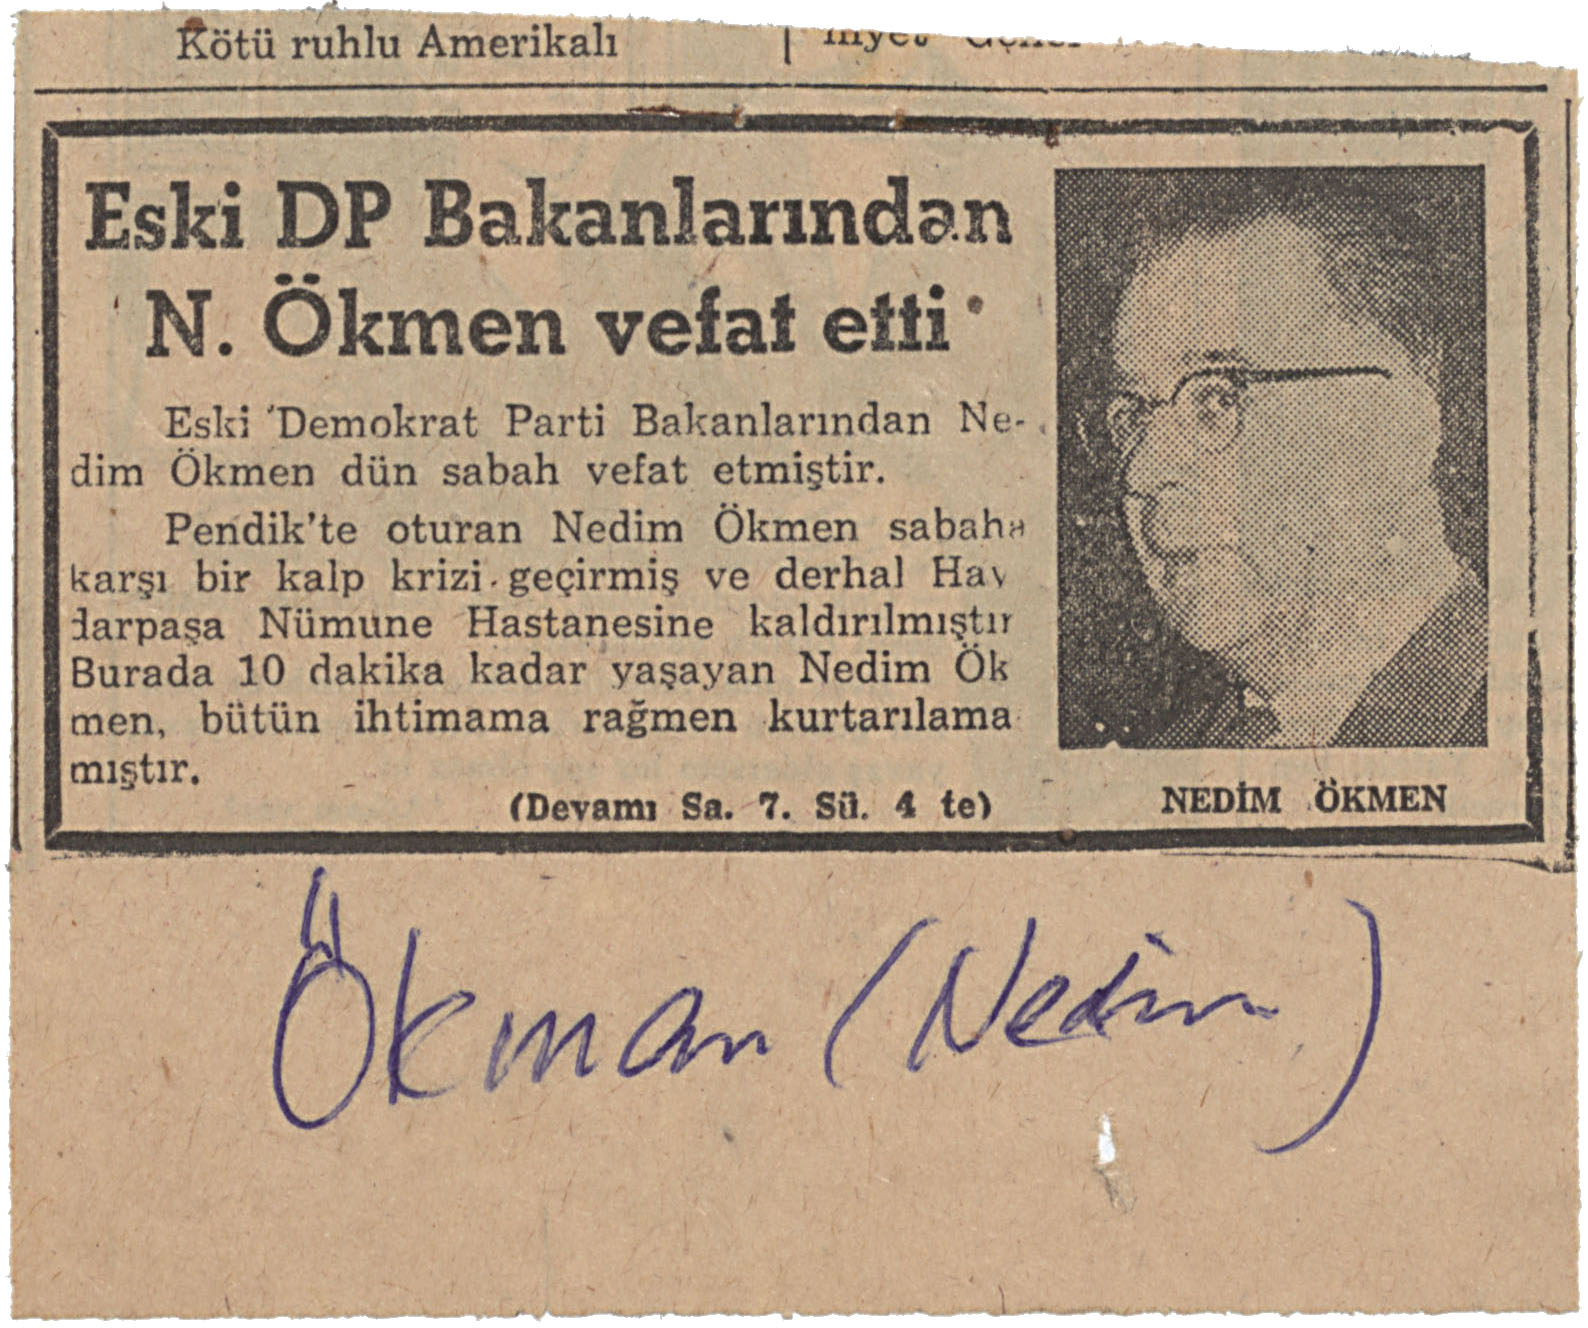 Kötü ruhlu Amerikalı
Eski DP Bakanlarından
N. Ökmen vefat etti
Eski Demokrat Parti Bakanlarından Ne-
dim Ökmen dün sabah vefat etmiştir.
Pendik'te oturan Nedim Ökmen sabaha
karşı bir kalp krizi geçirmiş ve derhal Hay
darpaşa Nümune Hastanesine kaldırılmıştır
Burada 10 dakika kadar yaşayan Nedim Ök
men, bütün ihtimama rağmen kurtarılama
mıştır.
(Devamı Sa. 7. Sü. 4 te)
NEDİM ÖKMEN
Ökman (Nedim)